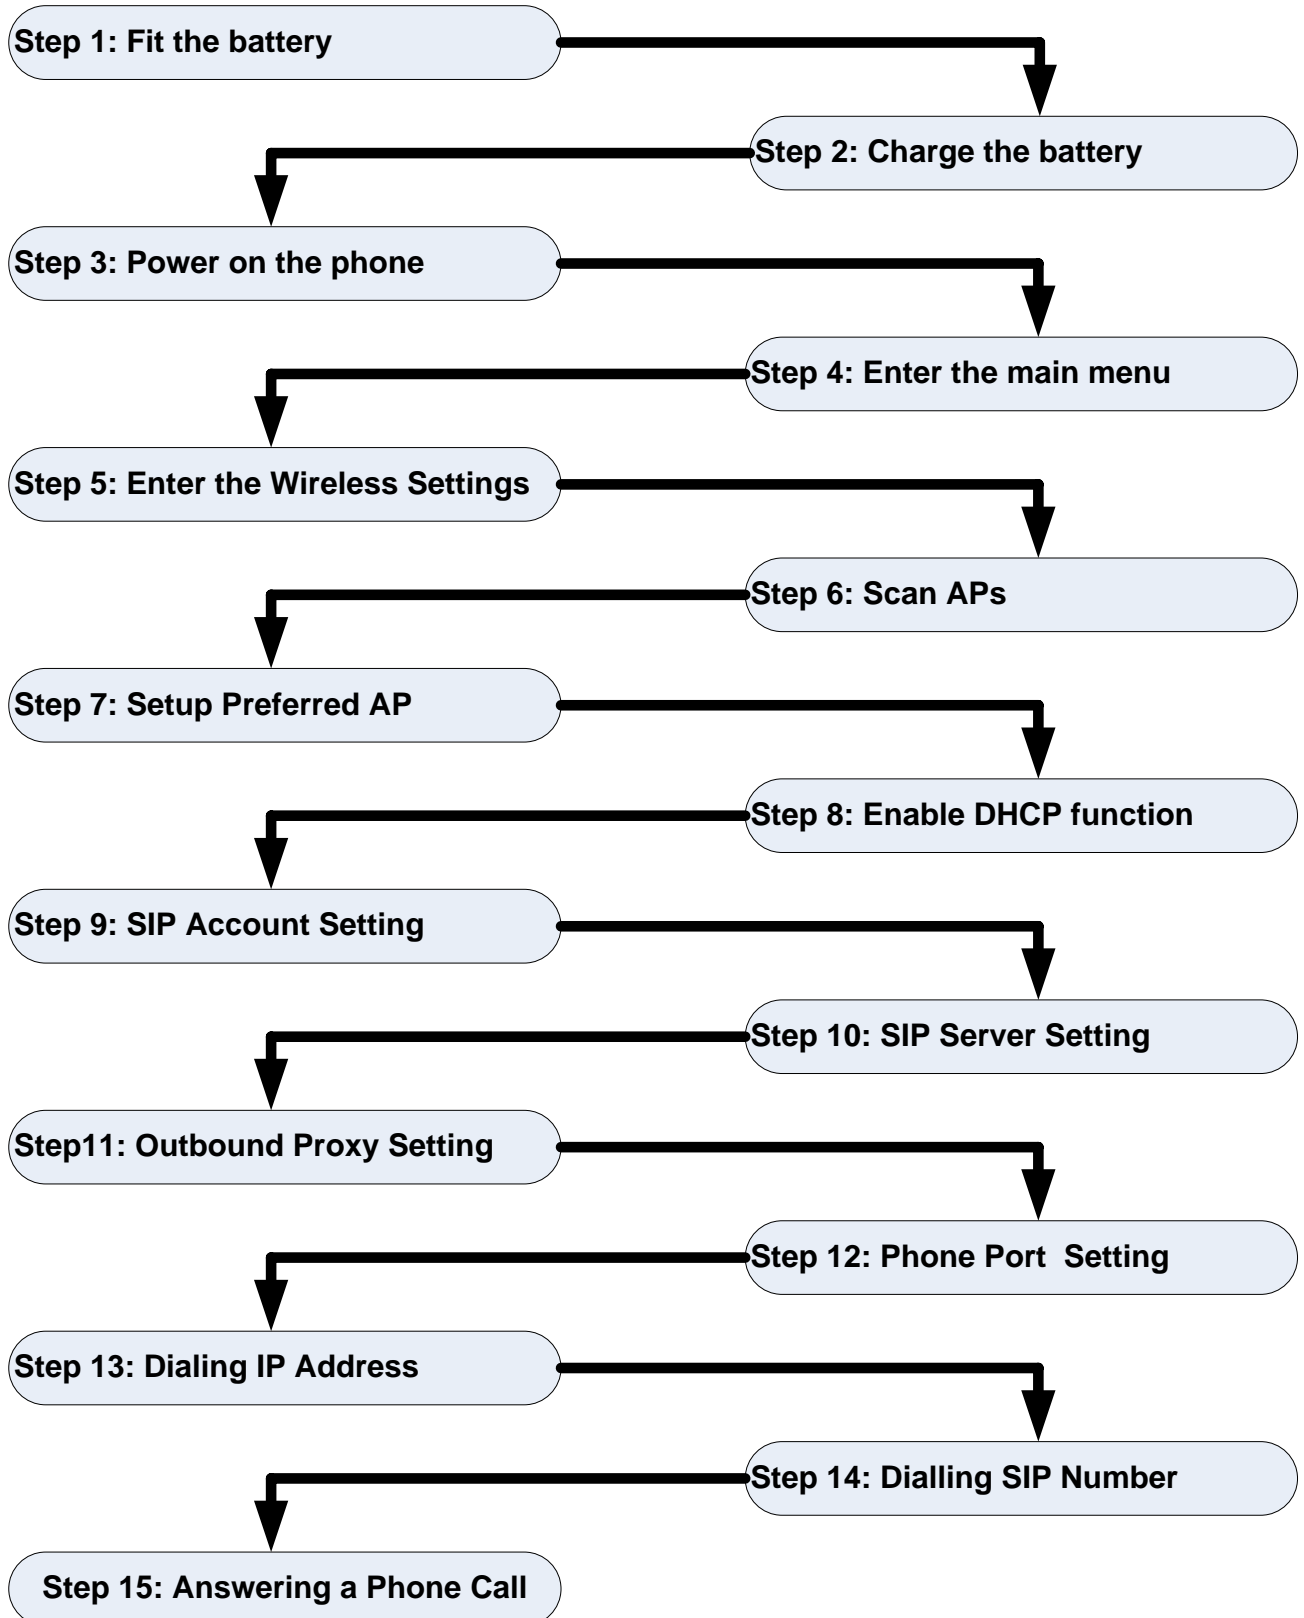 Step 1: Fit the battery
Step 2: Charge the battery
Step 3: Power on the phone
Step 4: Enter the main menu
Step 5: Enter the Wireless Settings
Step 6: Scan APs
Step 7: Setup Preferred AP
Step 8: Enable DHCP function
Step 9: SIP Account Setting
Step 10: SIP Server Setting
Step11: Outbound Proxy Setting
Step 12: Phone Port  Setting
Step 13: Dialing IP Address
Step 14: Dialling SIP Number
Step 15: Answering a Phone Call